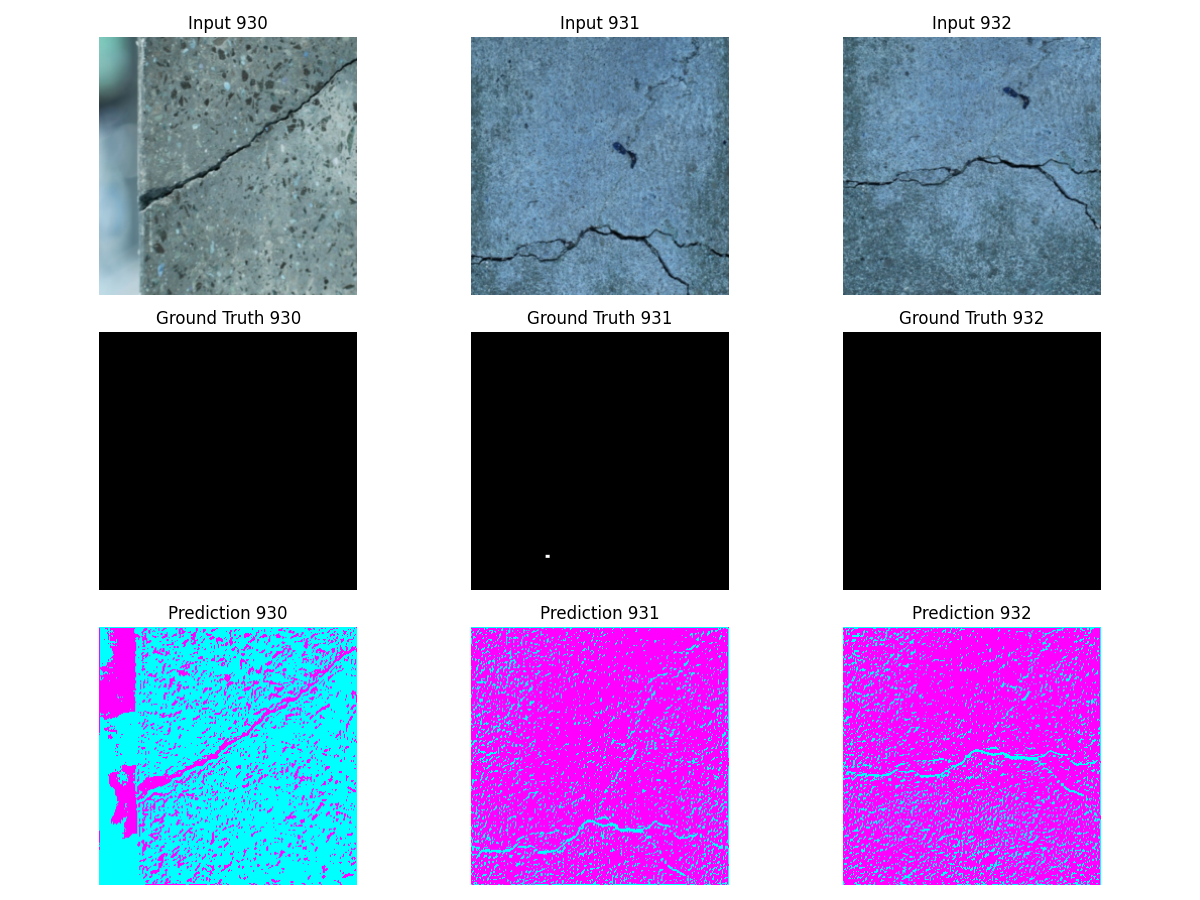 Input 930
Input 931
Input 932
Ground Truth 930
Ground Truth 931
Ground Truth 932
Prediction 930
Prediction 931
Prediction 932